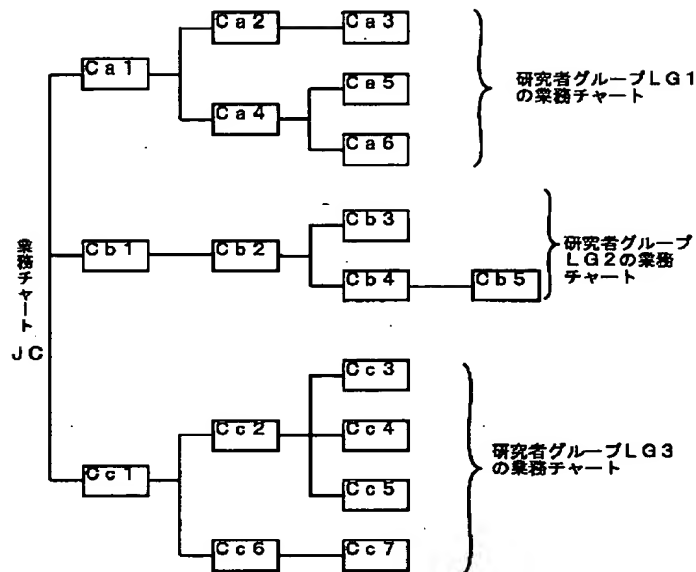 Ca2
Ca3
Ca1
Ca5
Ca4
Ca6
研究者グループLG1
の業務チャート
Cb3
Cb1
Cb2
Cb4
Cb5
研究者グループ
LG2の業務
チャート
業務チャート
JC
Cc3
Cc2
Cc4
Cc1
Cc5
Cc6
Cc7
研究者グループLG3
の業務チャート